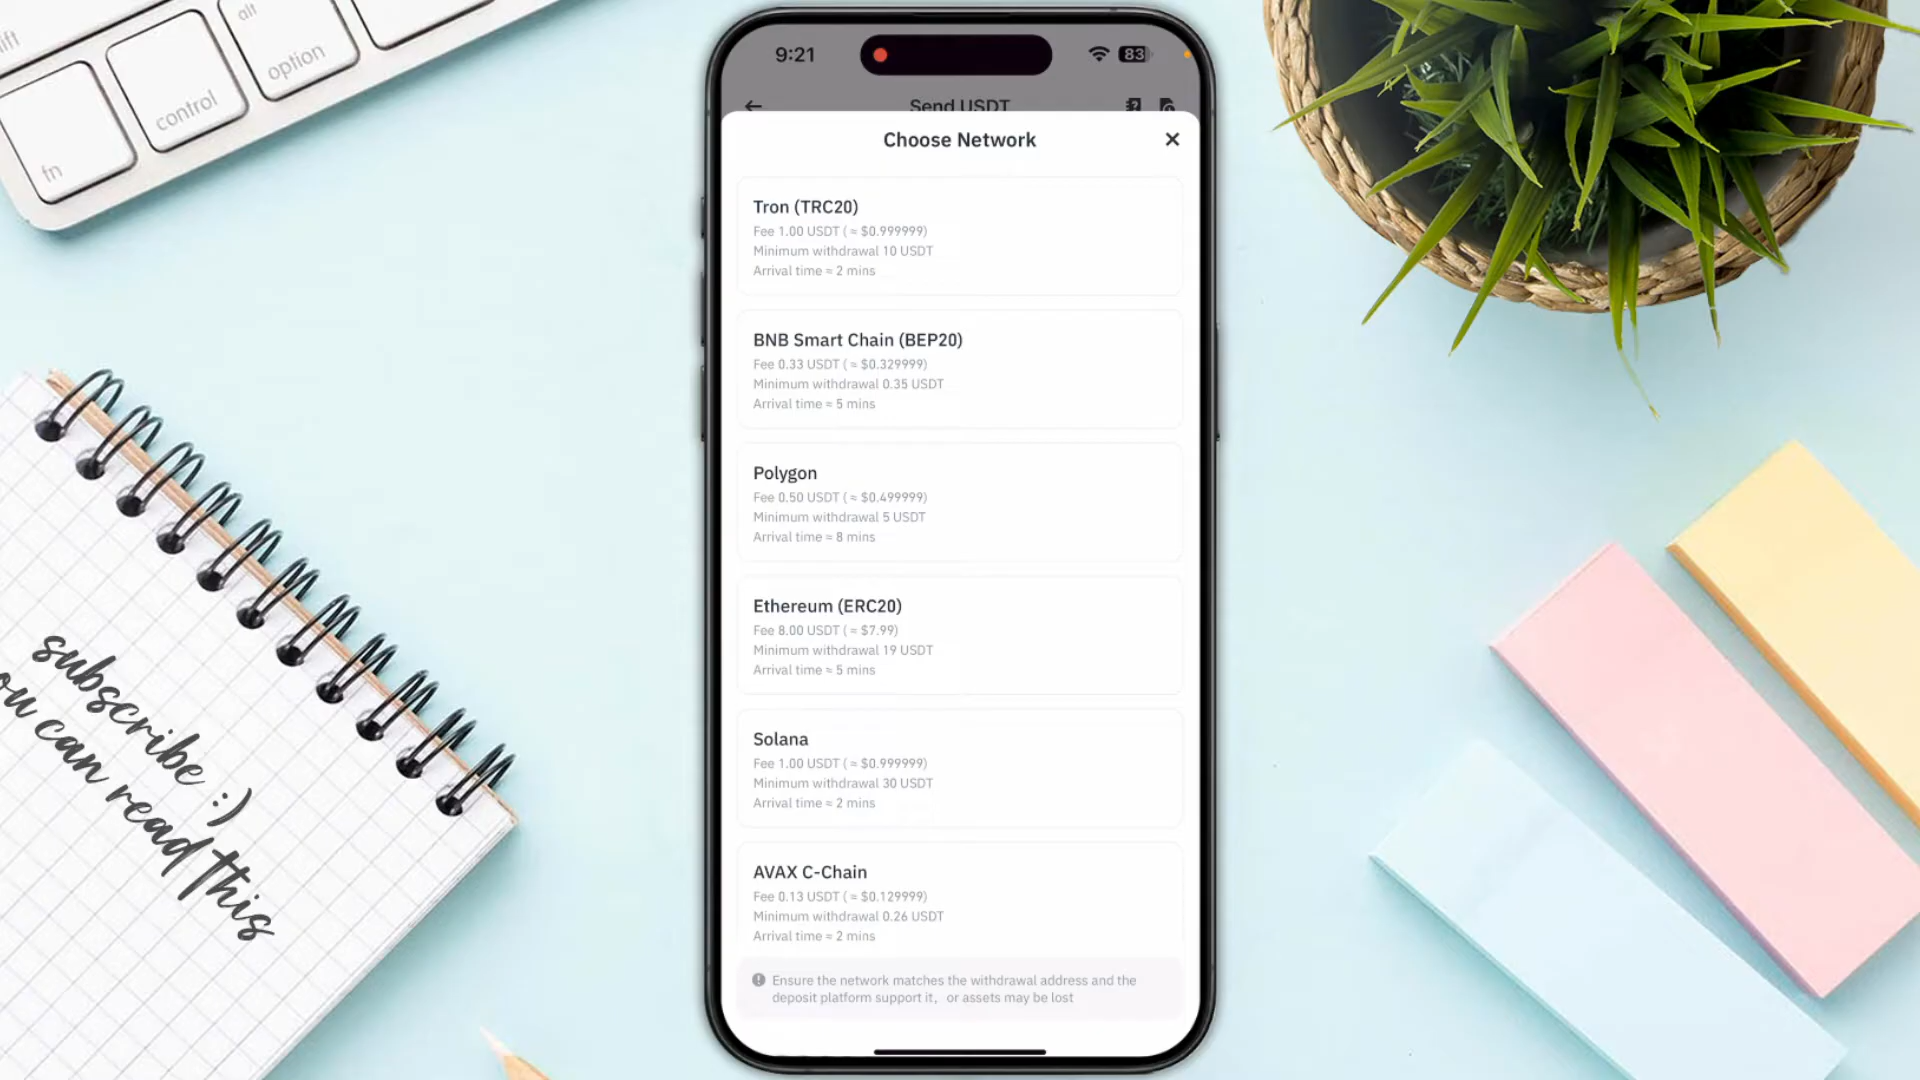 alt
option
control
fn
9:21
83
Send USDT
Choose Network
Tron (TRC20)
Fee 1.00 USDT ( ≈ $0.999999)
Minimum withdrawal 10 USDT
Arrival time ≈ 2 mins
BNB Smart Chain (BEP20)
Fee 0.33 USDT ( ≈ $0.329999)
Minimum withdrawal 0.35 USDT
Arrival time ≈ 5 mins
Polygon
Fee 0.50 USDT ( ≈ $0.499999)
Minimum withdrawal 5 USDT
Arrival time ≈ 8 mins
Ethereum (ERC20)
Fee 8.00 USDT ( ≈ $7.99)
Minimum withdrawal 19 USDT
Arrival time ≈ 5 mins
Solana
Fee 1.00 USDT ( ≈ $0.999999)
Minimum withdrawal 30 USDT
Arrival time ≈ 2 mins
AVAX C-Chain
Fee 0.13 USDT ( ≈ $0.129999)
Minimum withdrawal 0.26 USDT
Arrival time ≈ 2 mins
Ensure the network matches the withdrawal address and the
deposit platform support it, or assets may be lost
subscribe :)
can read this